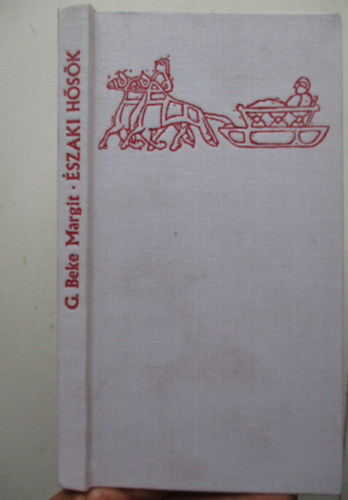 G. Beke Margit · ÉSZAKI HŐSÖK